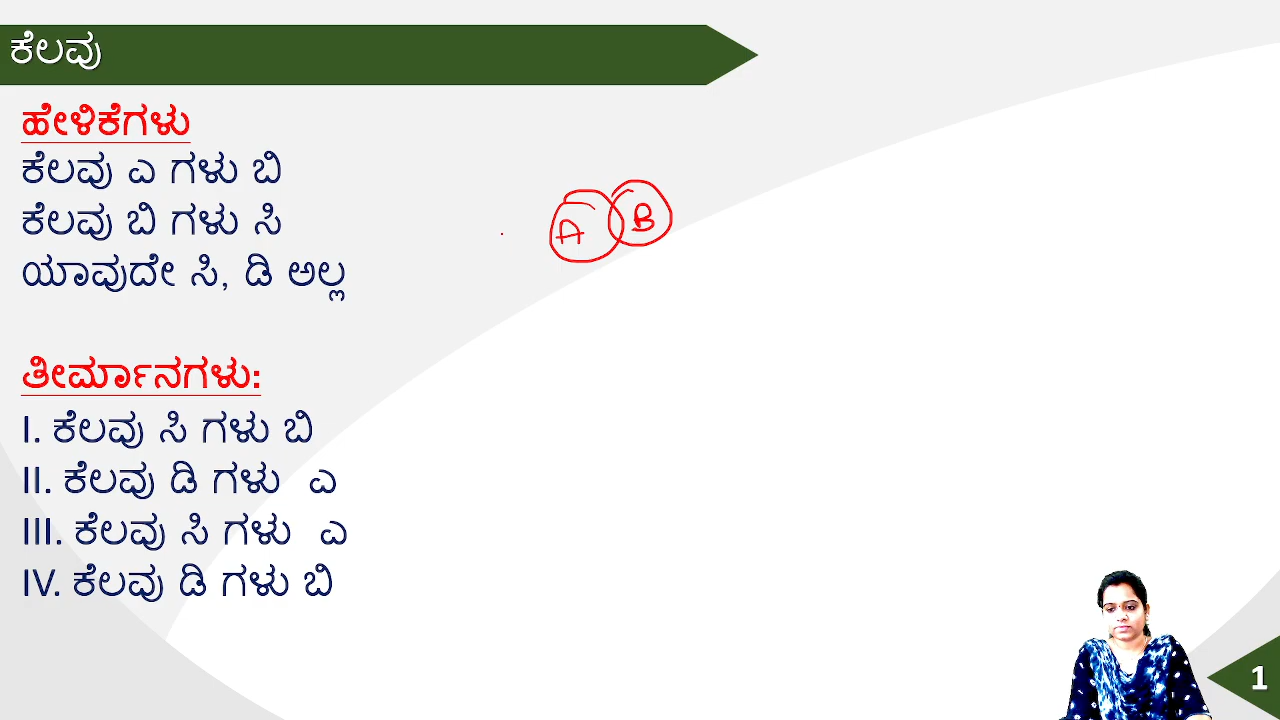 ಕೆಲವು
ಹೇಳಿಕೆಗಳು
ಕೆಲವು ಎ ಗಳು ಬಿ
ಕೆಲವು ಬಿ ಗಳು ಸಿ
ಯಾವುದೇ ಸಿ, ಡಿ ಅಲ್ಲ
A B
ತೀರ್ಮಾನಗಳು:
I. ಕೆಲವು ಸಿ ಗಳು ಬಿ
II. ಕೆಲವು ಡಿ ಗಳು ಎ
III. ಕೆಲವು ಸಿ ಗಳು ಎ
IV. ಕೆಲವು ಡಿ ಗಳು ಬಿ
1